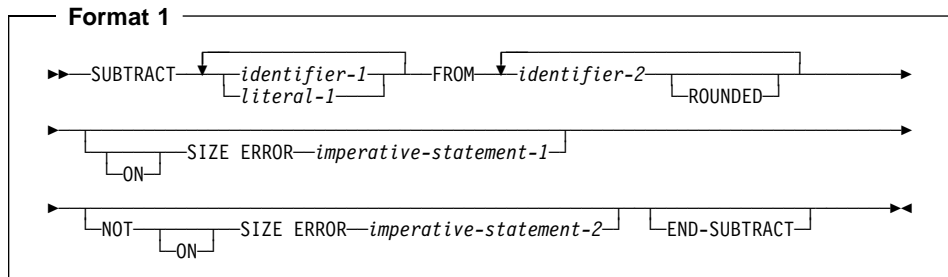 Format 1
SUBTRACT identifier-1 FROM identifier-2
literal-1 ROUNDED
SIZE ERROR imperative-statement-1
ON
NOT SIZE ERROR imperative-statement-2 END-SUBTRACT
ON